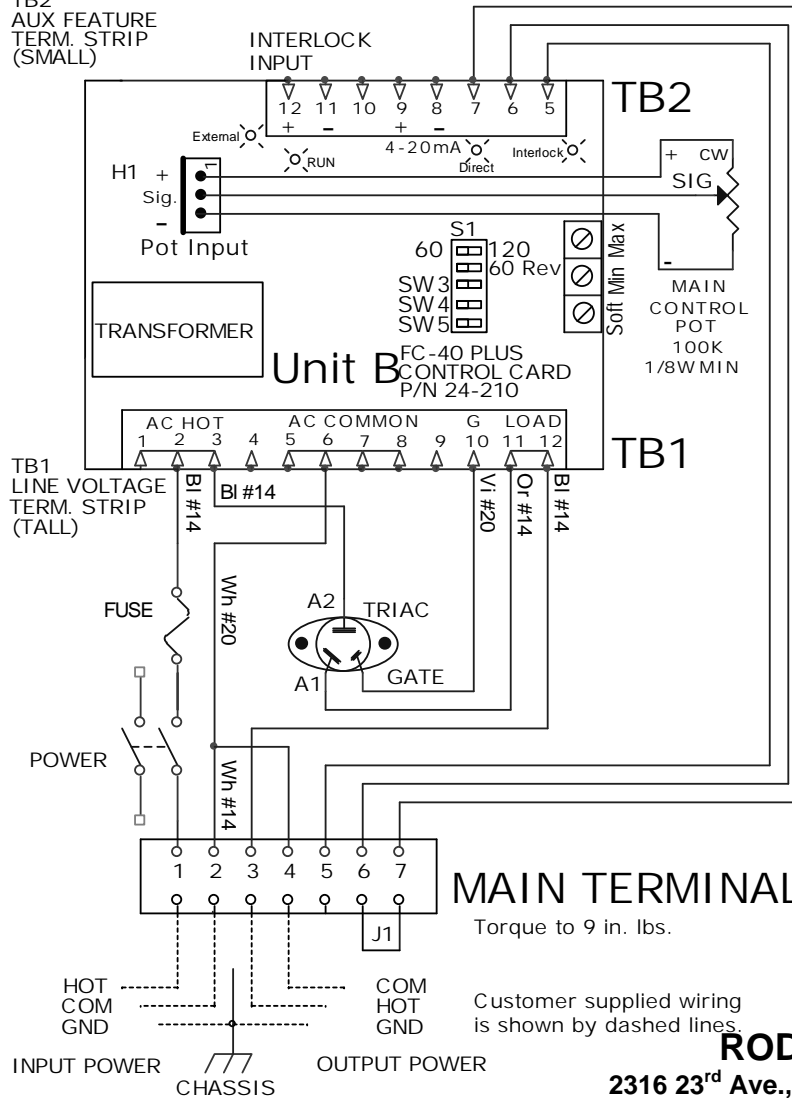 TB2
AUX FEATURE
TERM. STRIP
(SMALL)
INTERLOCK
INPUT
12 11 10 9 8 7 6 5
+ - + -
4-20mA
TB2
External
RUN
Direct
Interlock
H1 +
Sig.
-
1
Pot Input
+ CW
SIG
-
MAIN
CONTROL
POT
100K
1/8W MIN
S1
60 120
60 Rev
SW3
SW4
SW5
Soft Min Max
TRANSFORMER
Unit B
FC-40 PLUS
CONTROL CARD
P/N 24-210
AC HOT AC COMMON G LOAD
1 2 3 4 5 6 7 8 9 10 11 12
TB1
TB1
LINE VOLTAGE
TERM. STRIP
(TALL)
Bl #14
Bl #14
Vi #20
Or #14
Bl #14
FUSE
Wh #20
A2
TRIAC
A1
GATE
POWER
Wh #14
1 2 3 4 5 6 7
J1
MAIN TERMINAL
Torque to 9 in. lbs.
HOT
COM
GND
COM
HOT
GND
Customer supplied wiring
is shown by dashed lines.
INPUT POWER
CHASSIS
OUTPUT POWER
ROD
2316 23rd Ave.,